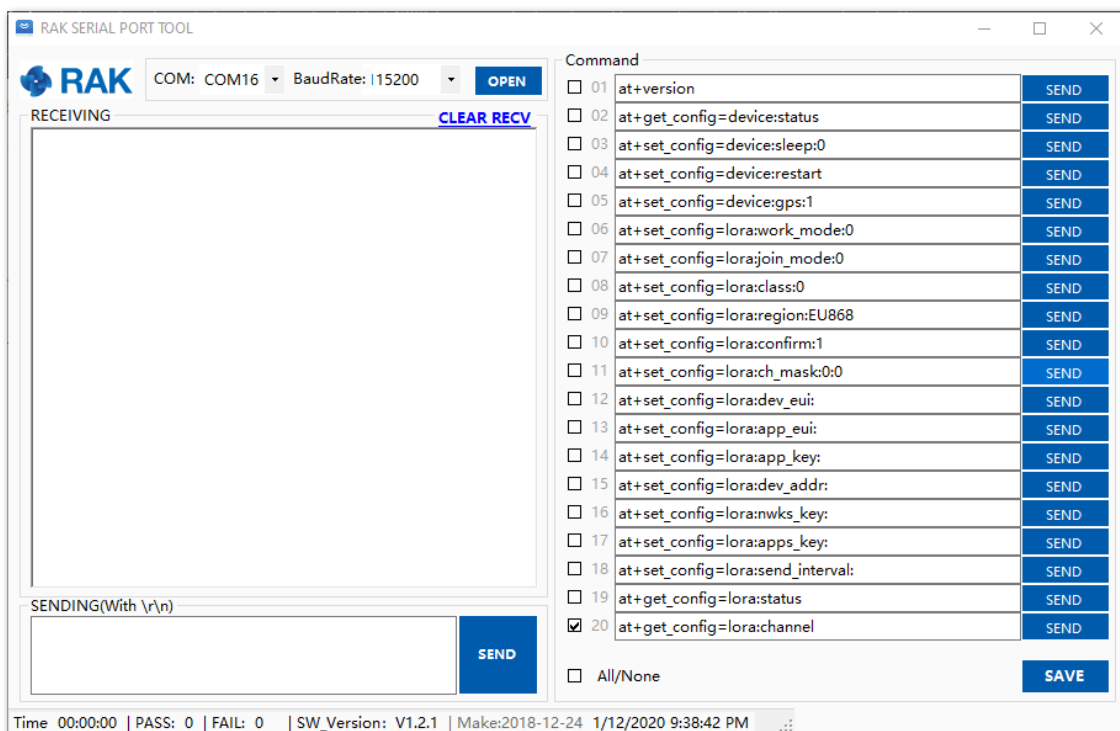 RAK SERIAL PORT TOOL
RAK COM: COM16 BaudRate: 115200 OPEN
RECEIVING CLEAR RECV
SENDING(With \r\n)
SEND
Command
01 at+version SEND
02 at+get_config=device:status SEND
03 at+set_config=device:sleep:0 SEND
04 at+set_config=device:restart SEND
05 at+set_config=device:gps:1 SEND
06 at+set_config=lora:work_mode:0 SEND
07 at+set_config=lora:join_mode:0 SEND
08 at+set_config=lora:class:0 SEND
09 at+set_config=lora:region:EU868 SEND
10 at+set_config=lora:confirm:1 SEND
11 at+set_config=lora:ch_mask:0:0 SEND
12 at+set_config=lora:dev_eui: SEND
13 at+set_config=lora:app_eui: SEND
14 at+set_config=lora:app_key: SEND
15 at+set_config=lora:dev_addr: SEND
16 at+set_config=lora:nwks_key: SEND
17 at+set_config=lora:apps_key: SEND
18 at+set_config=lora:send_interval: SEND
19 at+get_config=lora:status SEND
20 at+get_config=lora:channel SEND
All/None SAVE
Time 00:00:00 | PASS: 0 | FAIL: 0 | SW_Version: V1.2.1 | Make:2018-12-24 1/12/2020 9:38:42 PM